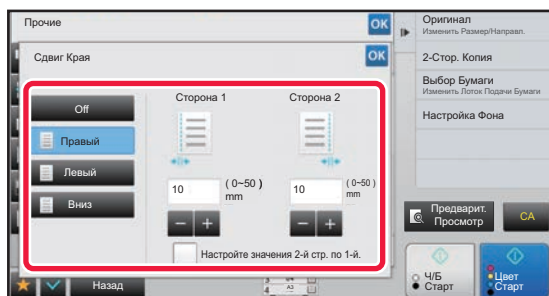 Прочие
OK
Сдвиг Края
OK
Off
Правый
Левый
Вниз
Сторона 1
Сторона 2
10
( 0~50 )
mm
10
( 0~50 )
mm
Настройте значения 2-й стр. по 1-й.
Назад
A3
Оригинал
Изменить Размер/Направл.
2-Стор. Копия
Выбор Бумаги
Изменить Лоток Подачи Бумаги
Настройка Фона
Предварит.
Просмотр
CA
Ч/Б
Старт
Цвет
Старт